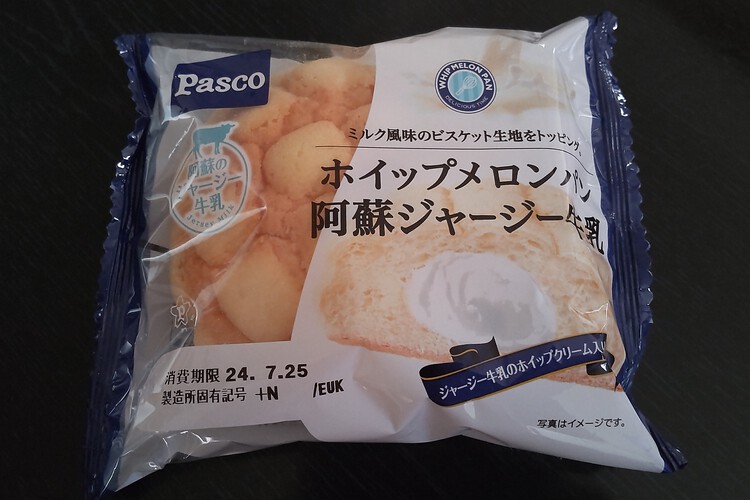 Pasco
WHIP MELON PAN
DELICIOUS TIME
ミルク風味のビスケット生地をトッピング。
ホイップメロンパン
阿蘇ジャージー牛乳
阿蘇の
ジャージー
牛乳
Jersey Milk
消費期限 24. 7.25
製造所固有記号 +N /EUK
ジャージー牛乳のホイップクリーム入り
写真はイメージです。